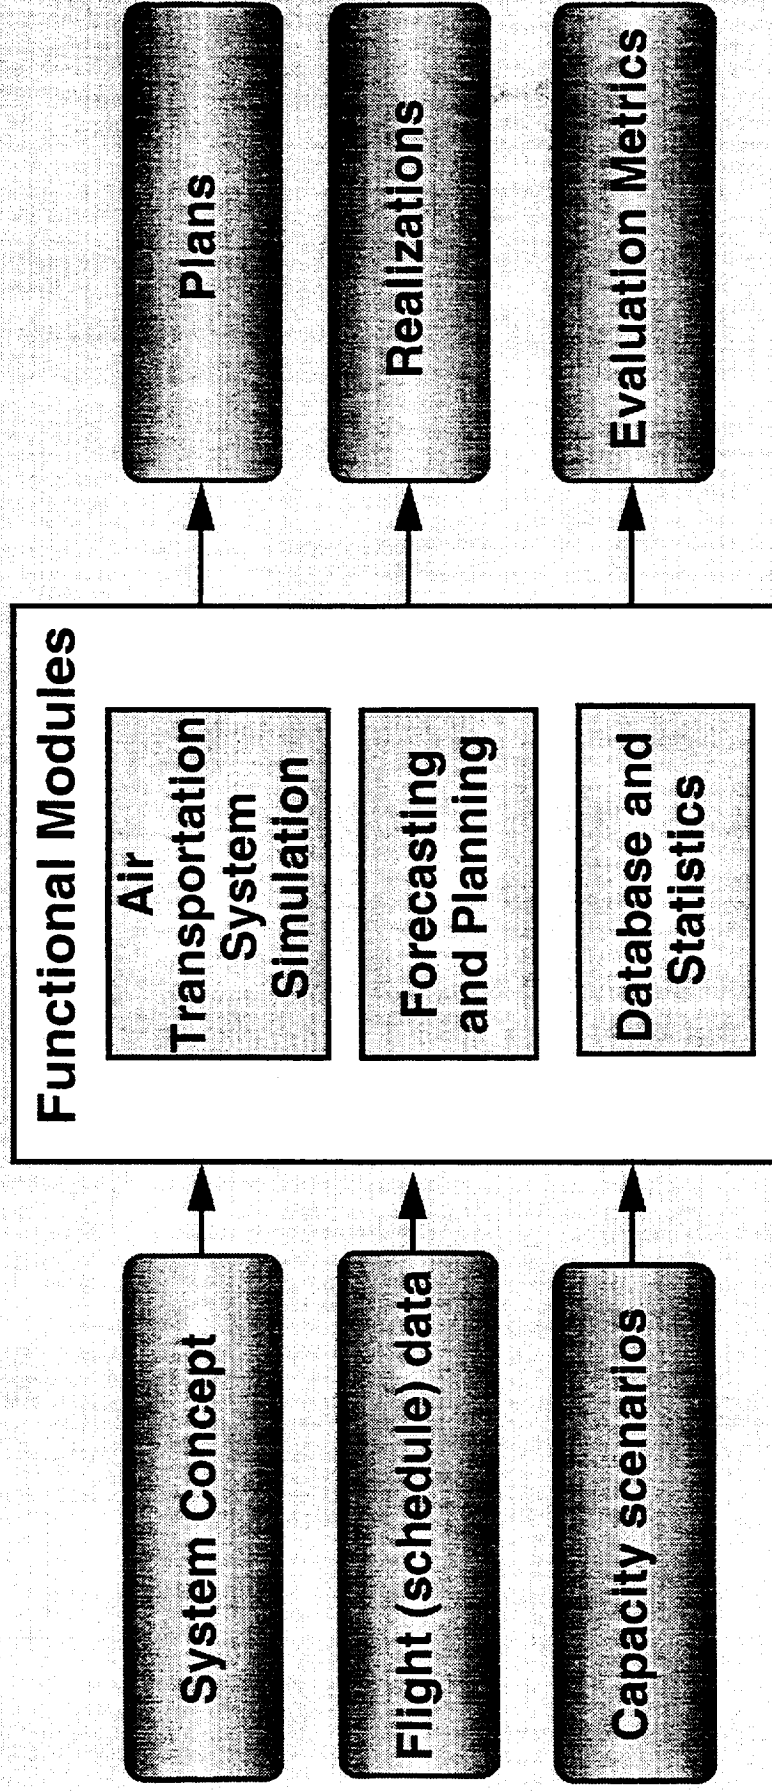 Functional Modules
System Concept
Flight (schedule) data
Capacity scenarios
Air
Transportation
System
Simulation
Forecasting
and Planning
Database and
Statistics
Plans
Realizations
Evaluation Metrics